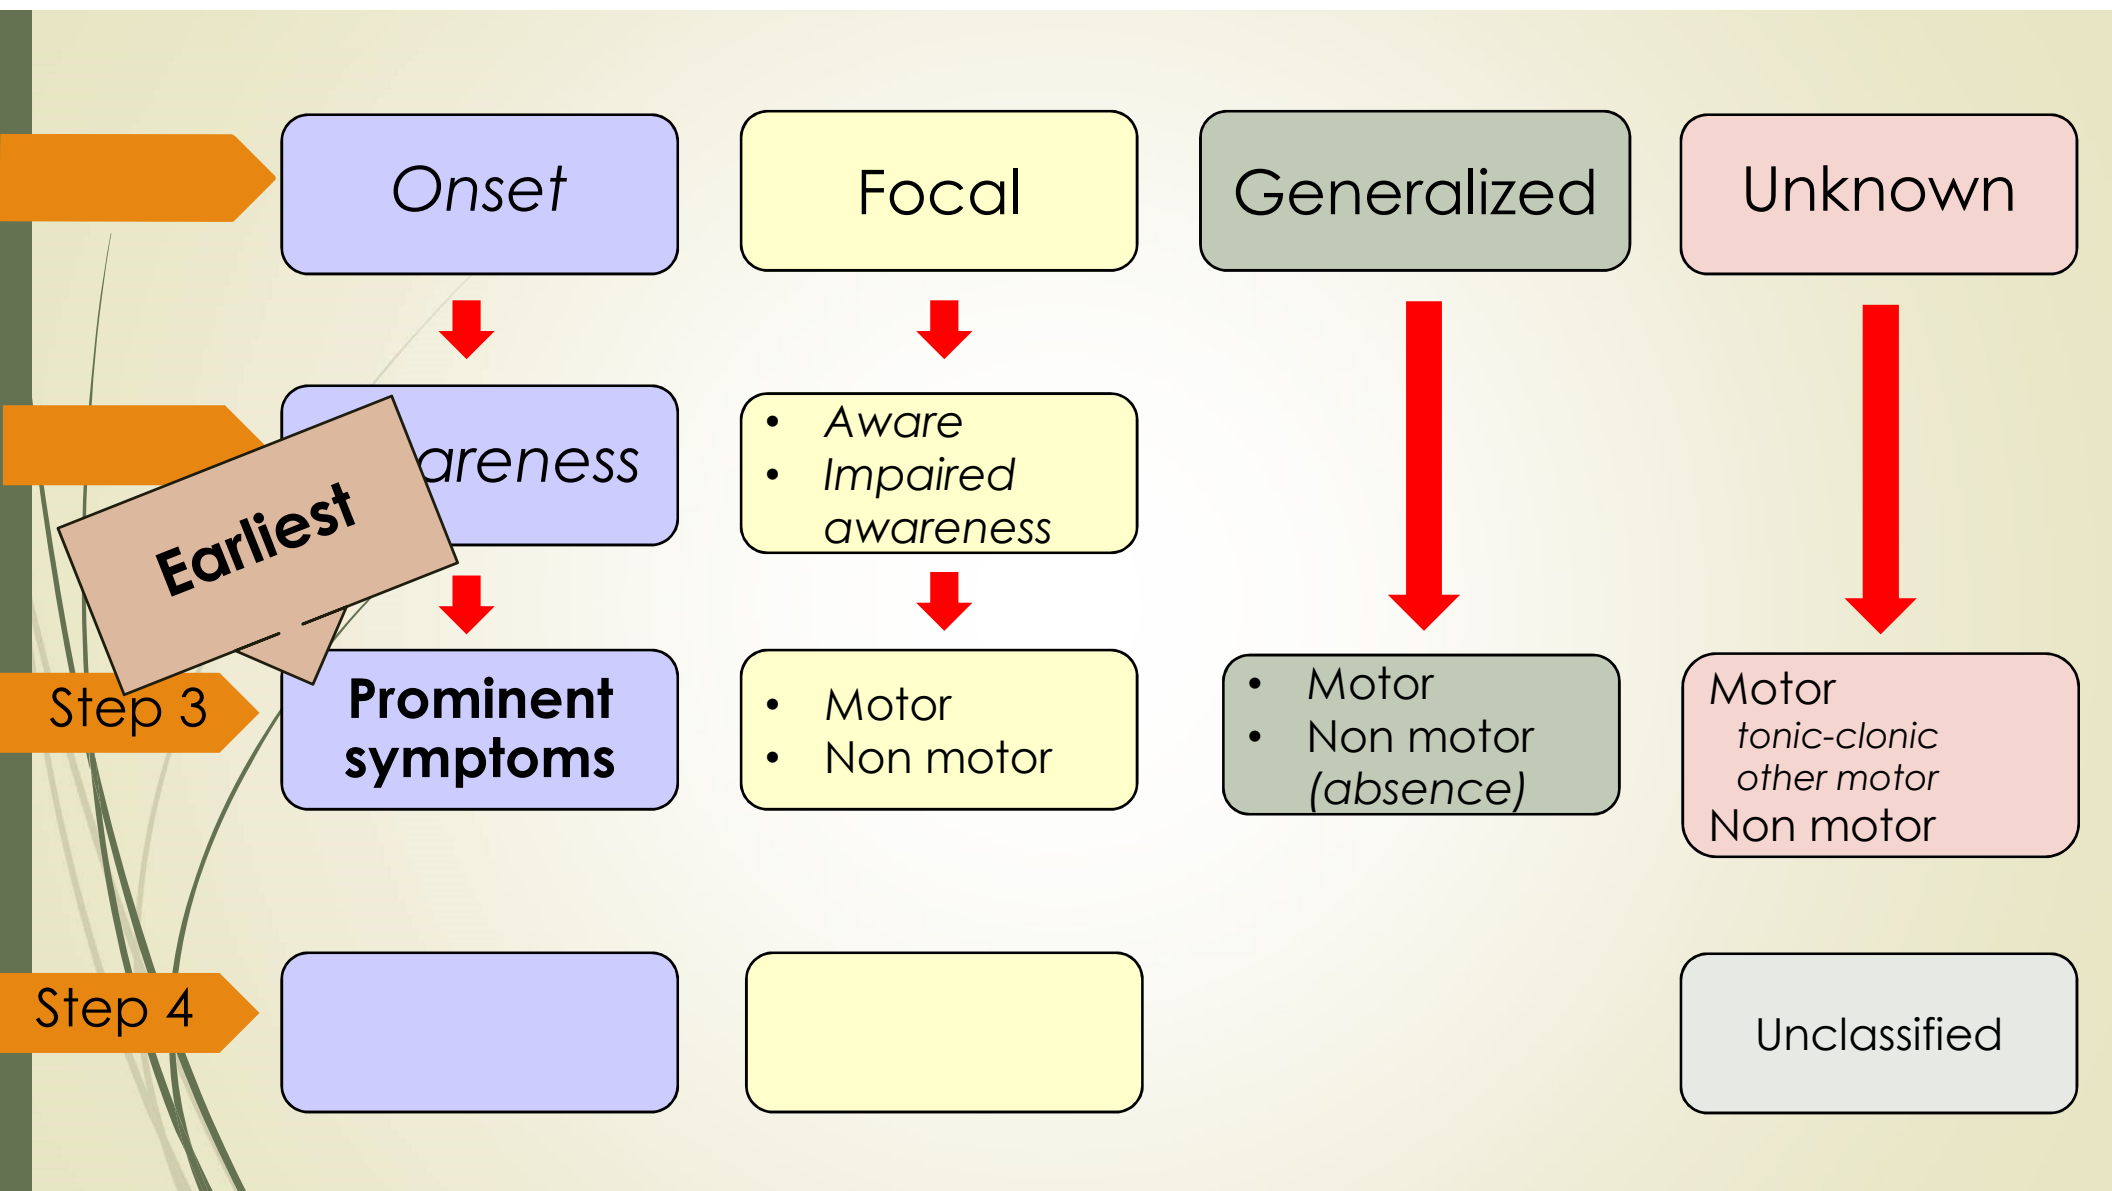 Onset
Focal
Generalized
Unknown
areness
• Aware
• Impaired
awareness
Earliest
Step 3
Prominent
symptoms
• Motor
• Non motor
• Motor
• Non motor
(absence)
Motor
tonic-clonic
other motor
Non motor
Step 4
Unclassified